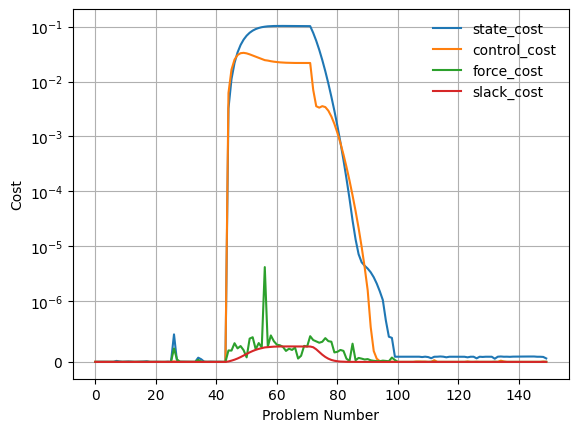 state_cost
control_cost
force_cost
slack_cost
Cost
10⁻¹
10⁻²
10⁻³
10⁻⁴
10⁻⁵
10⁻⁶
0
0 20 40 60 80 100 120 140
Problem Number